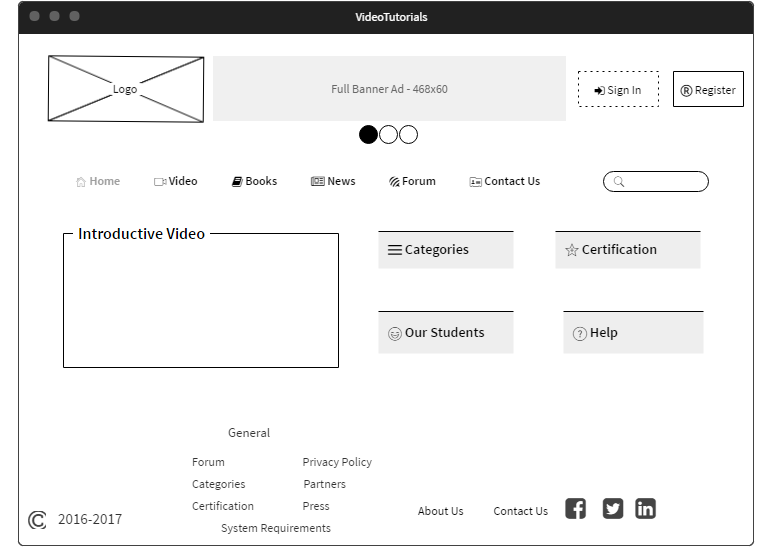 VideoTutorials
Logo
Full Banner Ad - 468x60
Sign In
® Register
Home Video Books News Forum Contact Us
Introductive Video
Categories
Certification
Our Students
? Help
General
Forum
Privacy Policy
Categories
Partners
Certification
Press
System Requirements
About Us
Contact Us
© 2016-2017